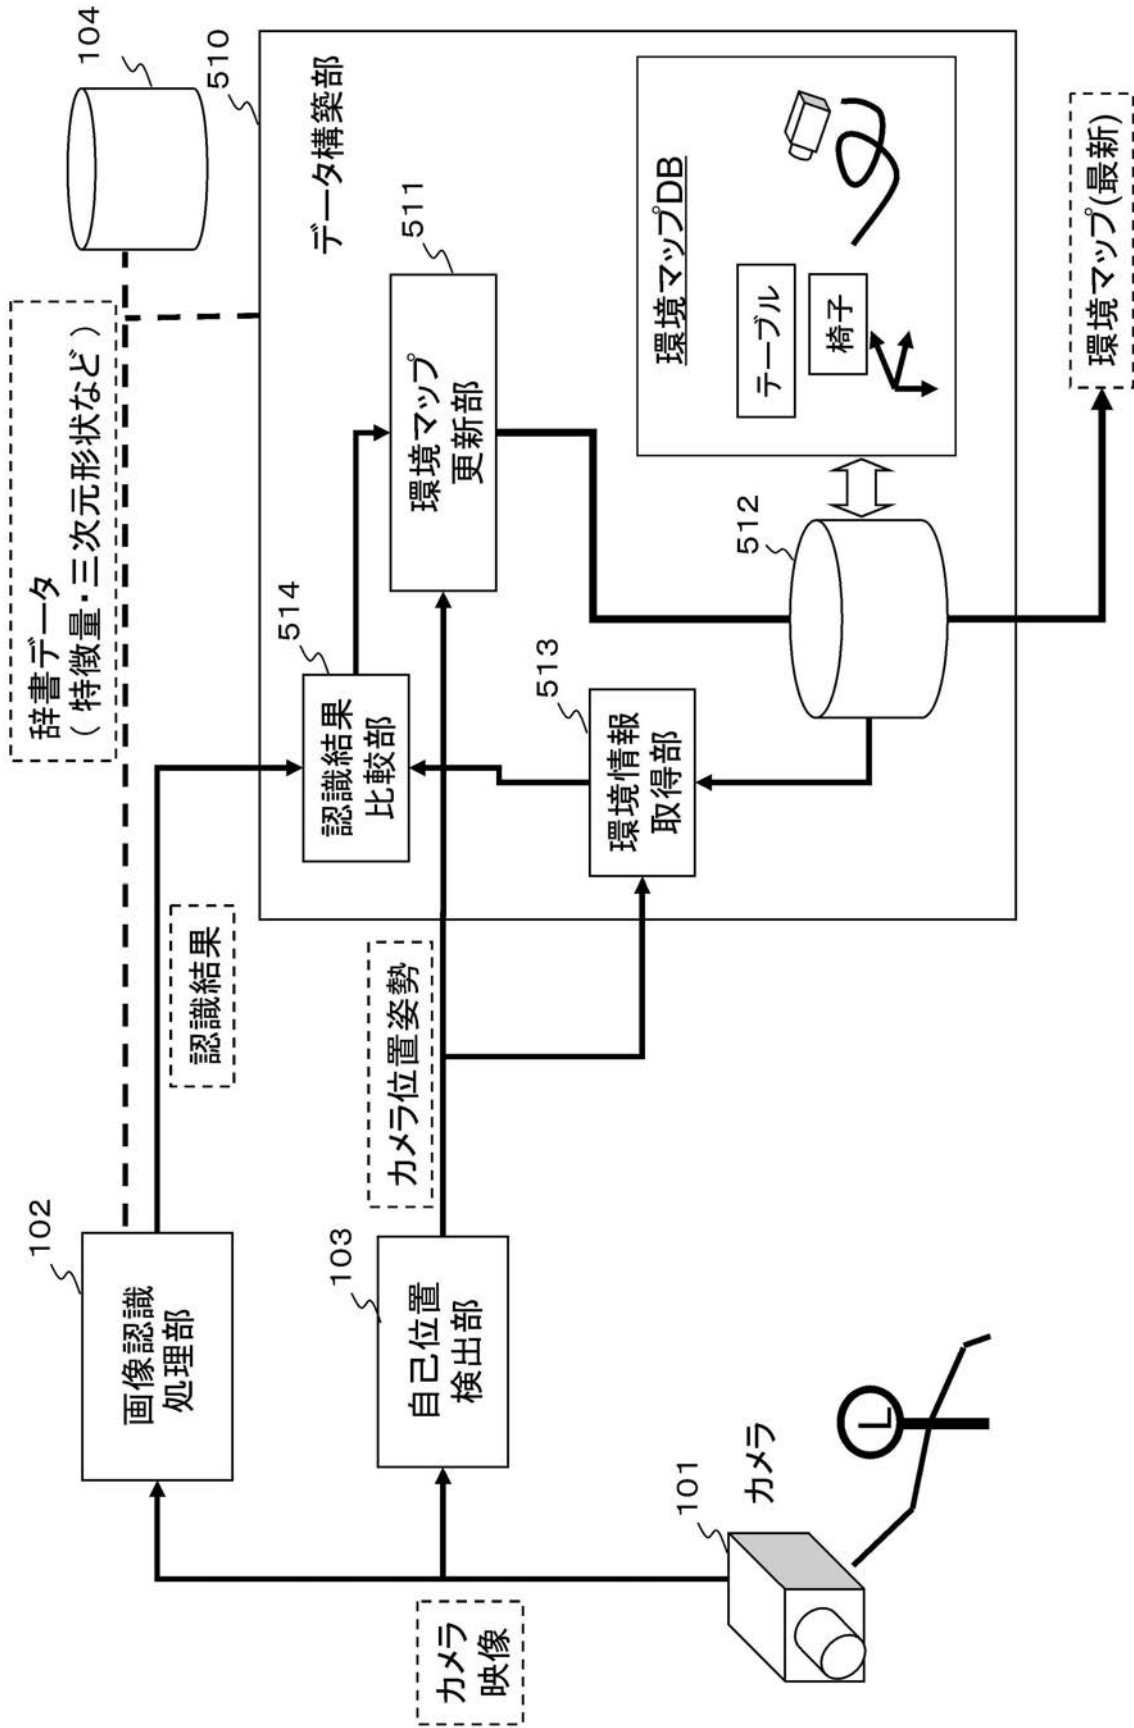 辞書データ
( 特徴量・三次元形状など )
104
510
データ構築部
102
画像認識
処理部
認識結果
514
認識結果
比較部
511
環境マップ
更新部
103
自己位置
検出部
カメラ位置姿勢
513
環境情報
取得部
512
環境マップDB
テーブル
椅子
カメラ
映像
101
カメラ
環境マップ(最新)